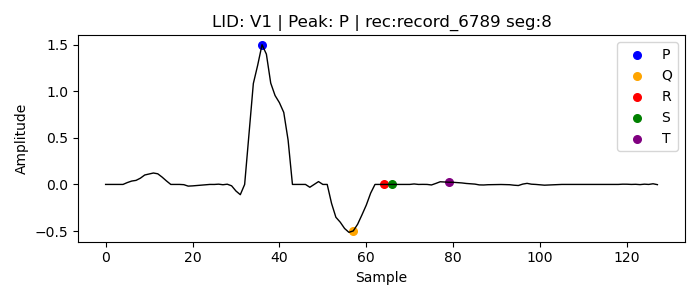 LID: V1 | Peak: P | rec:record_6789 seg:8
Amplitude
1.5
1.0
0.5
0.0
−0.5
P
Q
R
S
T
0 20 40 60 80 100 120
Sample